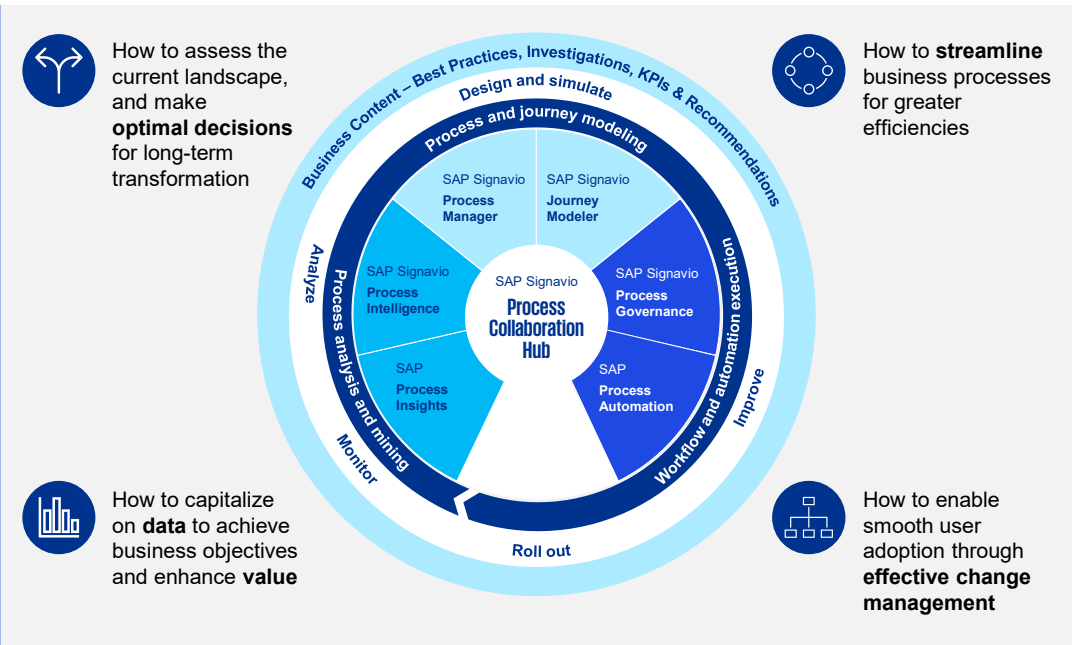 How to assess the
current landscape,
and make
optimal decisions
for long-term
transformation
How to streamline
business processes
for greater
efficiencies
Business Content – Best Practices, Investigations, KPIs & Recommendations
Design and simulate
Process and journey modeling
SAP Signavio
Process
Manager
SAP Signavio
Journey
Modeler
Analyze
Process analysis and mining
SAP Signavio
Process
Intelligence
SAP Signavio
Process
Collaboration
Hub
SAP Signavio
Process
Governance
Workflow and automation execution
SAP
Process
Insights
SAP
Process
Automation
Improve
Monitor
Roll out
How to capitalize
on data to achieve
business objectives
and enhance value
How to enable
smooth user
adoption through
effective change
management